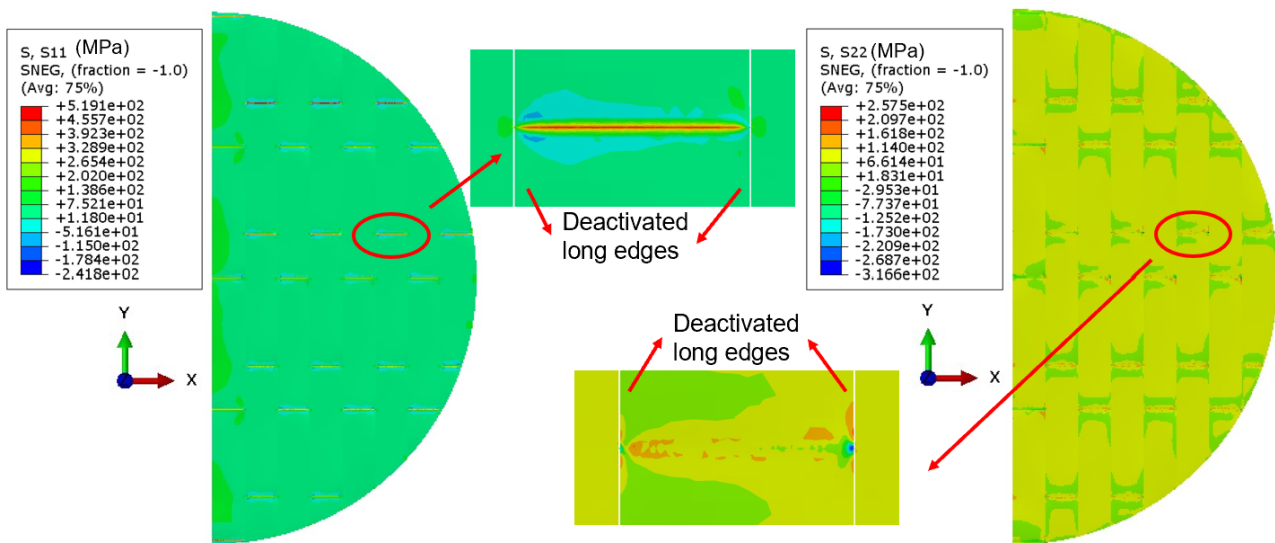 S, S11 (MPa)
SNEG, (fraction = -1.0)
(Avg: 75%)
+5.191e+02
+4.557e+02
+3.923e+02
+3.289e+02
+2.654e+02
+2.020e+02
+1.386e+02
+7.521e+01
+1.180e+01
-5.161e+01
-1.150e+02
-1.784e+02
-2.418e+02
Y
X
Deactivated
long edges
Deactivated
long edges
S, S22 (MPa)
SNEG, (fraction = -1.0)
(Avg: 75%)
+2.575e+02
+2.097e+02
+1.618e+02
+1.140e+02
+6.614e+01
+1.831e+01
-2.953e+01
-7.737e+01
-1.252e+02
-1.730e+02
-2.209e+02
-2.687e+02
-3.166e+02
Y
X